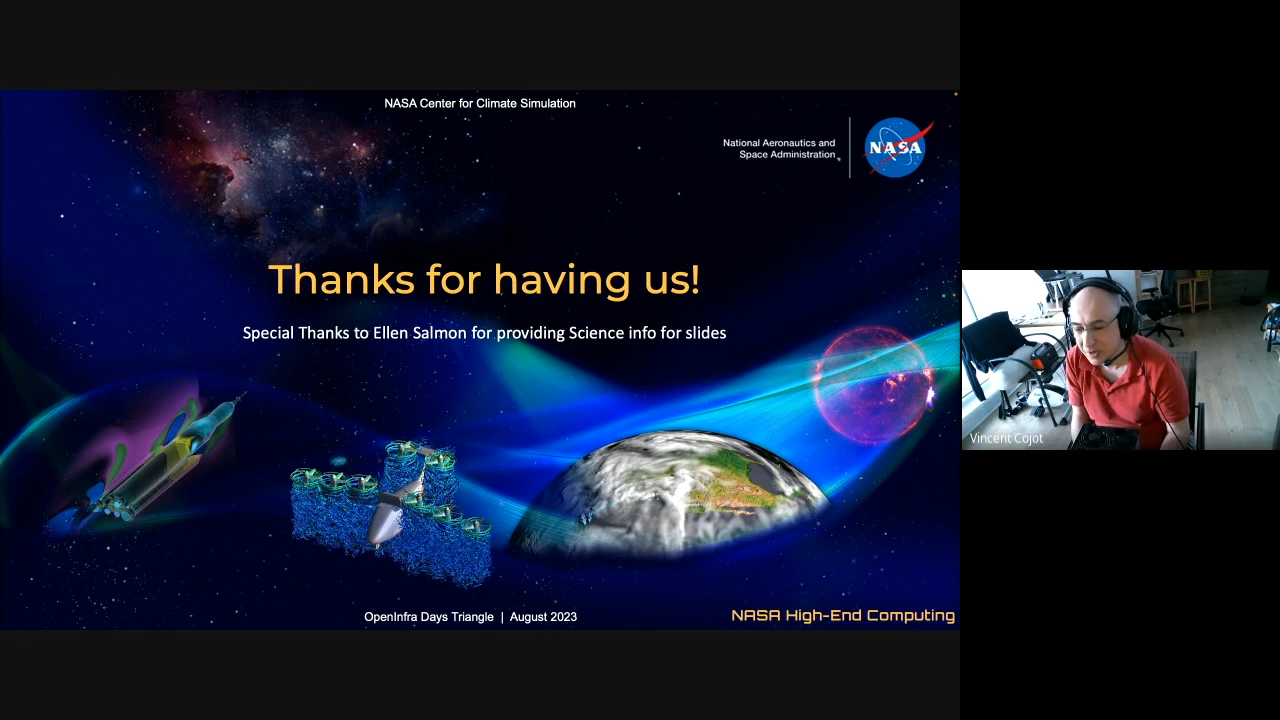 NASA Center for Climate Simulation
National Aeronautics and
Space Administration
NASA
Thanks for having us!
Special Thanks to Ellen Salmon for providing Science info for slides
Vincent Cojot
OpenInfra Days Triangle | August 2023
NASA High-End Computing